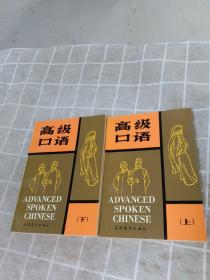 高级
口语
ADVANCED
SPOKEN
CHINESE
(下)
高级
口语
ADVANCED
SPOKEN
CHINESE
(上)